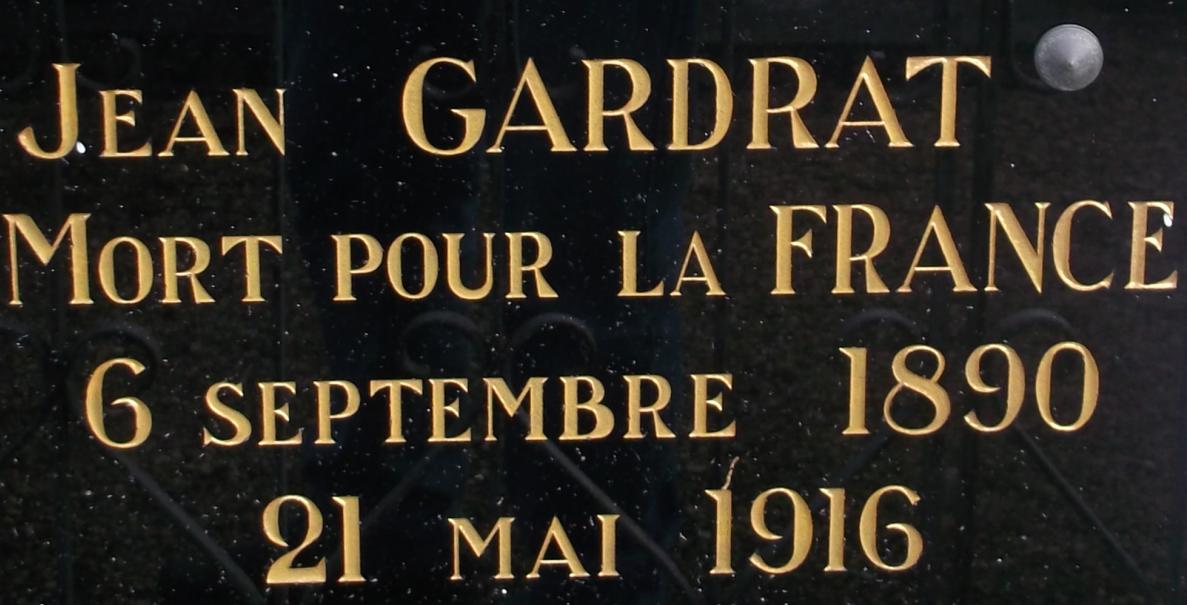 Jean GARDRAT
Mort pour la FRANCE
6 septembre 1890
21 mai 1916